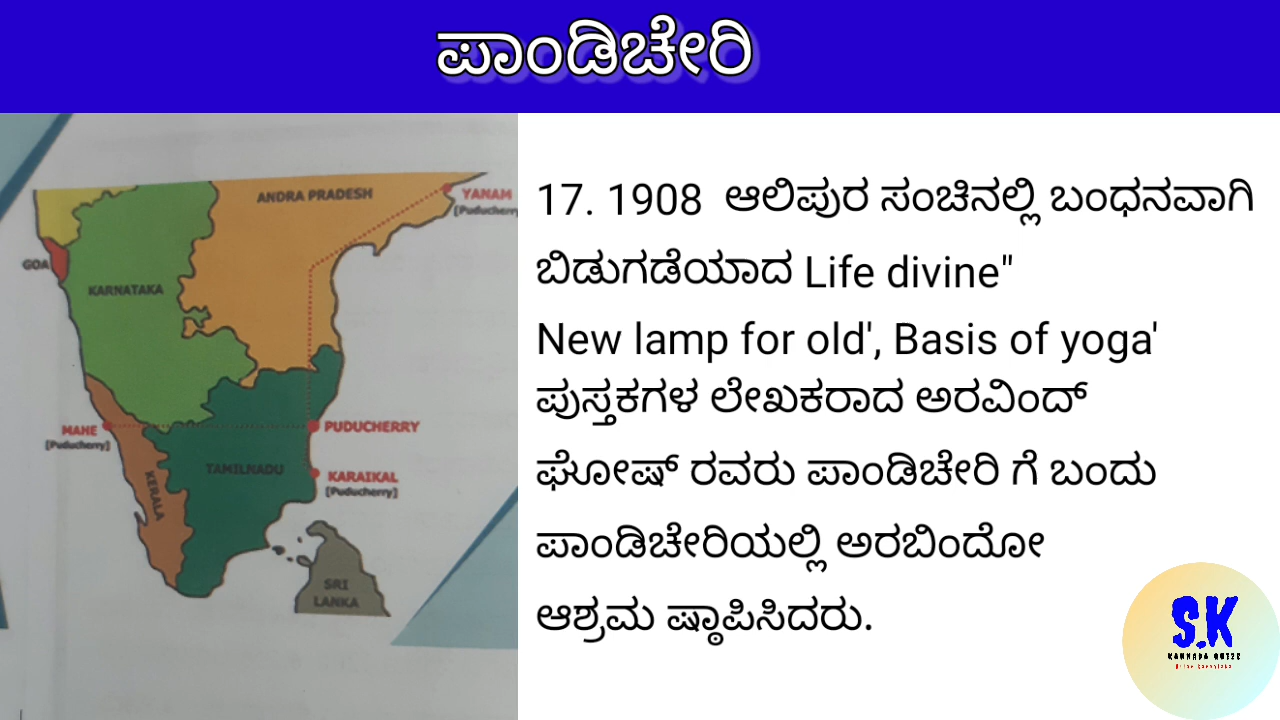 ಪಾಂಡಿಚೇರಿ
ANDRA PRADESH
YANAM
[Puducherry
GOA
KARNATAKA
MAHE
[Puducherry]
PUDUCHERRY
TAMILNADU
KARAIKAL
[Puducherry]
KERALA
SRI
LANKA
17. 1908 ಆಲಿಪುರ ಸಂಚಿನಲ್ಲಿ ಬಂಧನವಾಗಿ
ಬಿಡುಗಡೆಯಾದ Life divine"
New lamp for old', Basis of yoga'
ಪುಸ್ತಕಗಳ ಲೇಖಕರಾದ ಅರವಿಂದ್
ಘೋಷ್ ರವರು ಪಾಂಡಿಚೇರಿ ಗೆ ಬಂದು
ಪಾಂಡಿಚೇರಿಯಲ್ಲಿ ಅರಬಿಂದೋ
ಆಶ್ರಮ ಷ್ಠಾಪಿಸಿದರು.
S.K